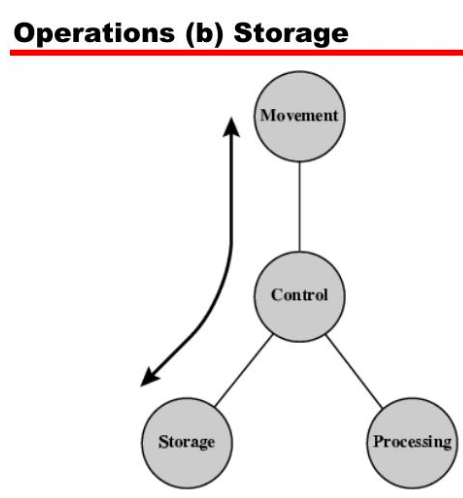 Operations (b) Storage
Movement
Control
Storage
Processing